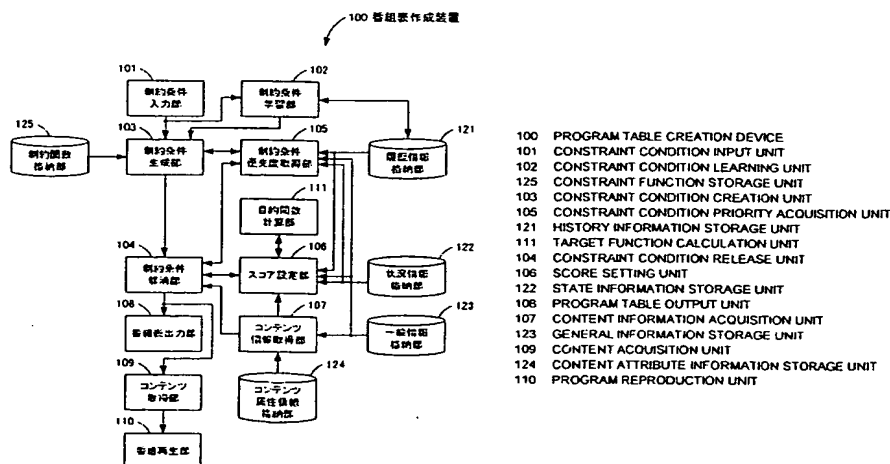 100 番組表作成装置
101
制約条件
入力部
102
制約条件
学習部
125
制約関数
格納部
103
制約条件
生成部
105
制約条件
優先度取得部
121
履歴情報
格納部
111
目的関数
計算部
104
制約条件
解消部
106
スコア設定部
122
状況情報
格納部
108
番組表出力部
107
コンテンツ
情報取得部
123
一般情報
格納部
109
コンテンツ
取得部
124
コンテンツ
属性情報
格納部
110
番組再生部
100 PROGRAM TABLE CREATION DEVICE
101 CONSTRAINT CONDITION INPUT UNIT
102 CONSTRAINT CONDITION LEARNING UNIT
125 CONSTRAINT FUNCTION STORAGE UNIT
103 CONSTRAINT CONDITION CREATION UNIT
105 CONSTRAINT CONDITION PRIORITY ACQUISITION UNIT
121 HISTORY INFORMATION STORAGE UNIT
111 TARGET FUNCTION CALCULATION UNIT
104 CONSTRAINT CONDITION RELEASE UNIT
106 SCORE SETTING UNIT
122 STATE INFORMATION STORAGE UNIT
108 PROGRAM TABLE OUTPUT UNIT
107 CONTENT INFORMATION ACQUISITION UNIT
123 GENERAL INFORMATION STORAGE UNIT
109 CONTENT ACQUISITION UNIT
124 CONTENT ATTRIBUTE INFORMATION STORAGE UNIT
110 PROGRAM REPRODUCTION UNIT